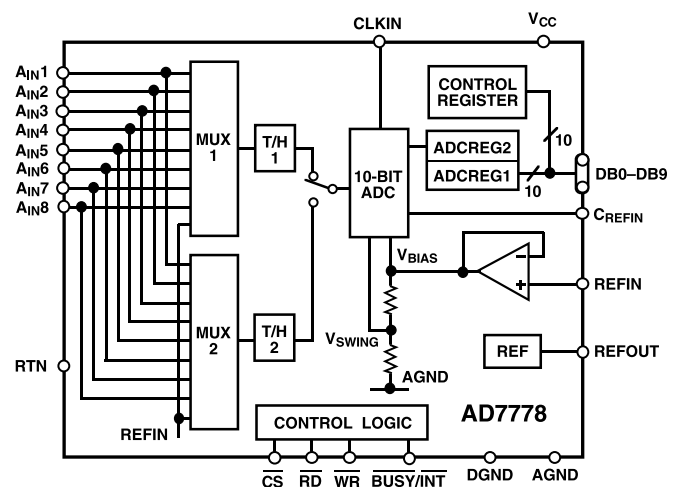 CLKIN
VCC
AIN1
AIN2
AIN3
AIN4
AIN5
AIN6
AIN7
AIN8
MUX
1
T/H
1
10-BIT
ADC
CONTROL
REGISTER
10
ADCREG2
ADCREG1
10
DB0–DB9
CREFIN
VBIAS
–
+
REFIN
MUX
2
T/H
2
VSWING
REF
REFOUT
RTN
AGND
REFIN
CONTROL LOGIC
AD7778
CS
RD
WR
BUSY/INT
DGND
AGND